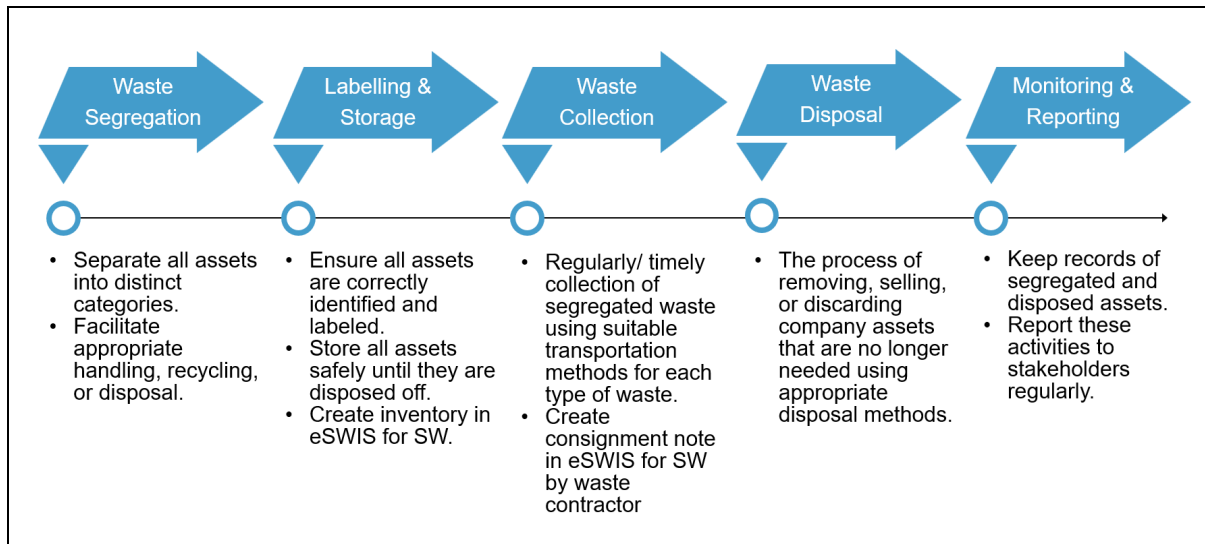 Waste
Segregation
Labelling &
Storage
Waste
Collection
Waste
Disposal
Monitoring &
Reporting
• Separate all assets
into distinct
categories.
• Facilitate
appropriate
handling, recycling,
or disposal.
• Ensure all assets
are correctly
identified and
labeled.
• Store all assets
safely until they are
disposed off.
• Create inventory in
eSWIS for SW.
• Regularly/ timely
collection of
segregated waste
using suitable
transportation
methods for each
type of waste.
• Create
consignment note
in eSWIS for SW
by waste
contractor
• The process of
removing, selling,
or discarding
company assets
that are no longer
needed using
appropriate
disposal methods.
• Keep records of
segregated and
disposed assets.
• Report these
activities to
stakeholders
regularly.